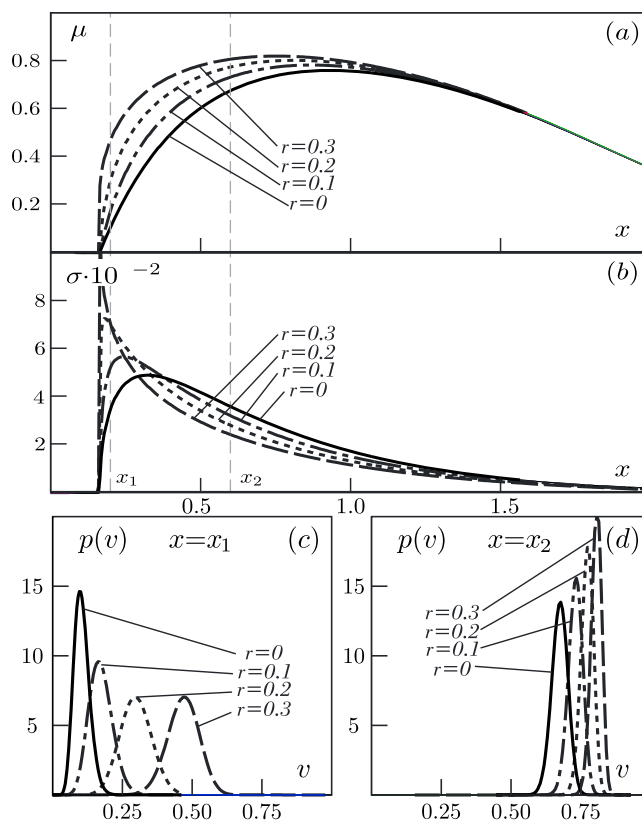 μ (a)
0.8
0.6
0.4
0.2
r=0.3
r=0.2
r=0.1
r=0
x
σ·10 −2 (b)
8
6
4
2
r=0.3
r=0.2
r=0.1
r=0
x₁ x₂ x
0.5 1.0 1.5
p(v) x=x₁ (c)
15
10
5
r=0
r=0.1
r=0.2
r=0.3
v
0.25 0.50 0.75
p(v) x=x₂ (d)
15
10
5
r=0.3
r=0.2
r=0.1
r=0
v
0.25 0.50 0.75